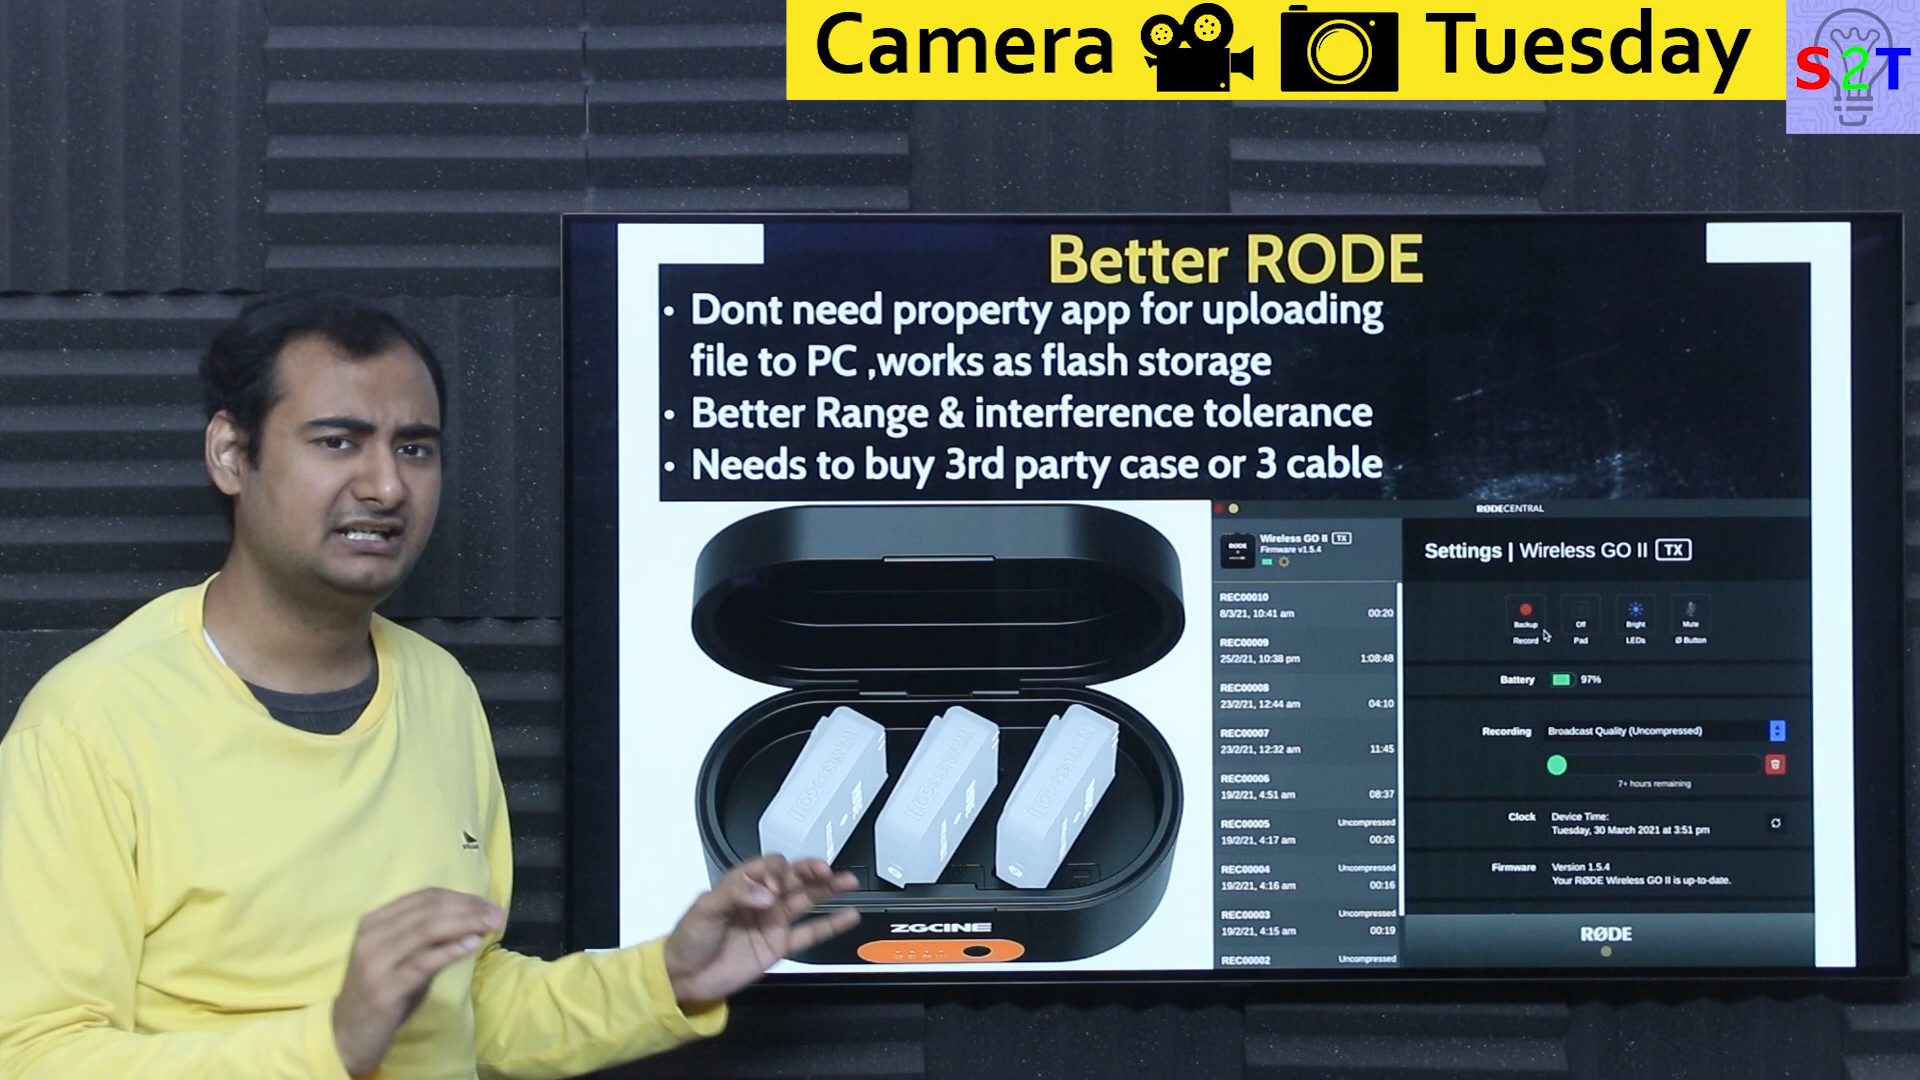 Camera Tuesday
S2T
Better RODE
• Dont need property app for uploading
file to PC ,works as flash storage
• Better Range & interference tolerance
• Needs to buy 3rd party case or 3 cable
ZGCINE
RØDECENTRAL
RODE
Wireless GO II TX
Firmware v1.5.4
REC00010
8/3/21, 10:41 am 00:20
REC00009
25/2/21, 10:38 pm 1:08:48
REC00008
23/2/21, 12:44 am 04:10
REC00007
23/2/21, 12:32 am 11:45
REC00006
19/2/21, 4:51 am 08:37
REC00005 Uncompressed
19/2/21, 4:17 am 00:26
REC00004 Uncompressed
19/2/21, 4:16 am 00:16
REC00003 Uncompressed
19/2/21, 4:15 am 00:19
REC00002 Uncompressed
Settings | Wireless GO II TX
Backup Off Bright Mute
Record Pad LEDs Ø Button
Battery 97%
Recording Broadcast Quality (Uncompressed)
7+ hours remaining
Clock Device Time:
Tuesday, 30 March 2021 at 3:51 pm
Firmware Version 1.5.4
Your RØDE Wireless GO II is up-to-date.
RØDE